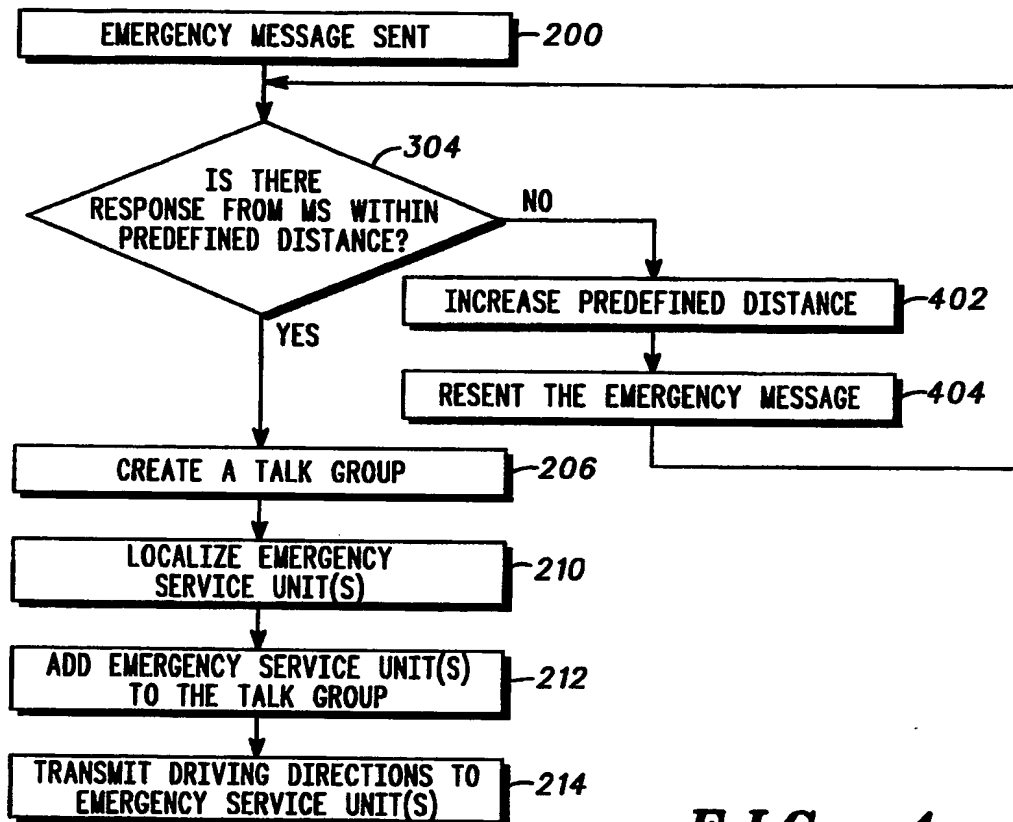 EMERGENCY MESSAGE SENT
200
304
IS THERE
RESPONSE FROM MS WITHIN
PREDEFINED DISTANCE?
NO
YES
INCREASE PREDEFINED DISTANCE
402
RESENT THE EMERGENCY MESSAGE
404
CREATE A TALK GROUP
206
LOCALIZE EMERGENCY
SERVICE UNIT(S)
210
ADD EMERGENCY SERVICE UNIT(S)
TO THE TALK GROUP
212
TRANSMIT DRIVING DIRECTIONS TO
EMERGENCY SERVICE UNIT(S)
214